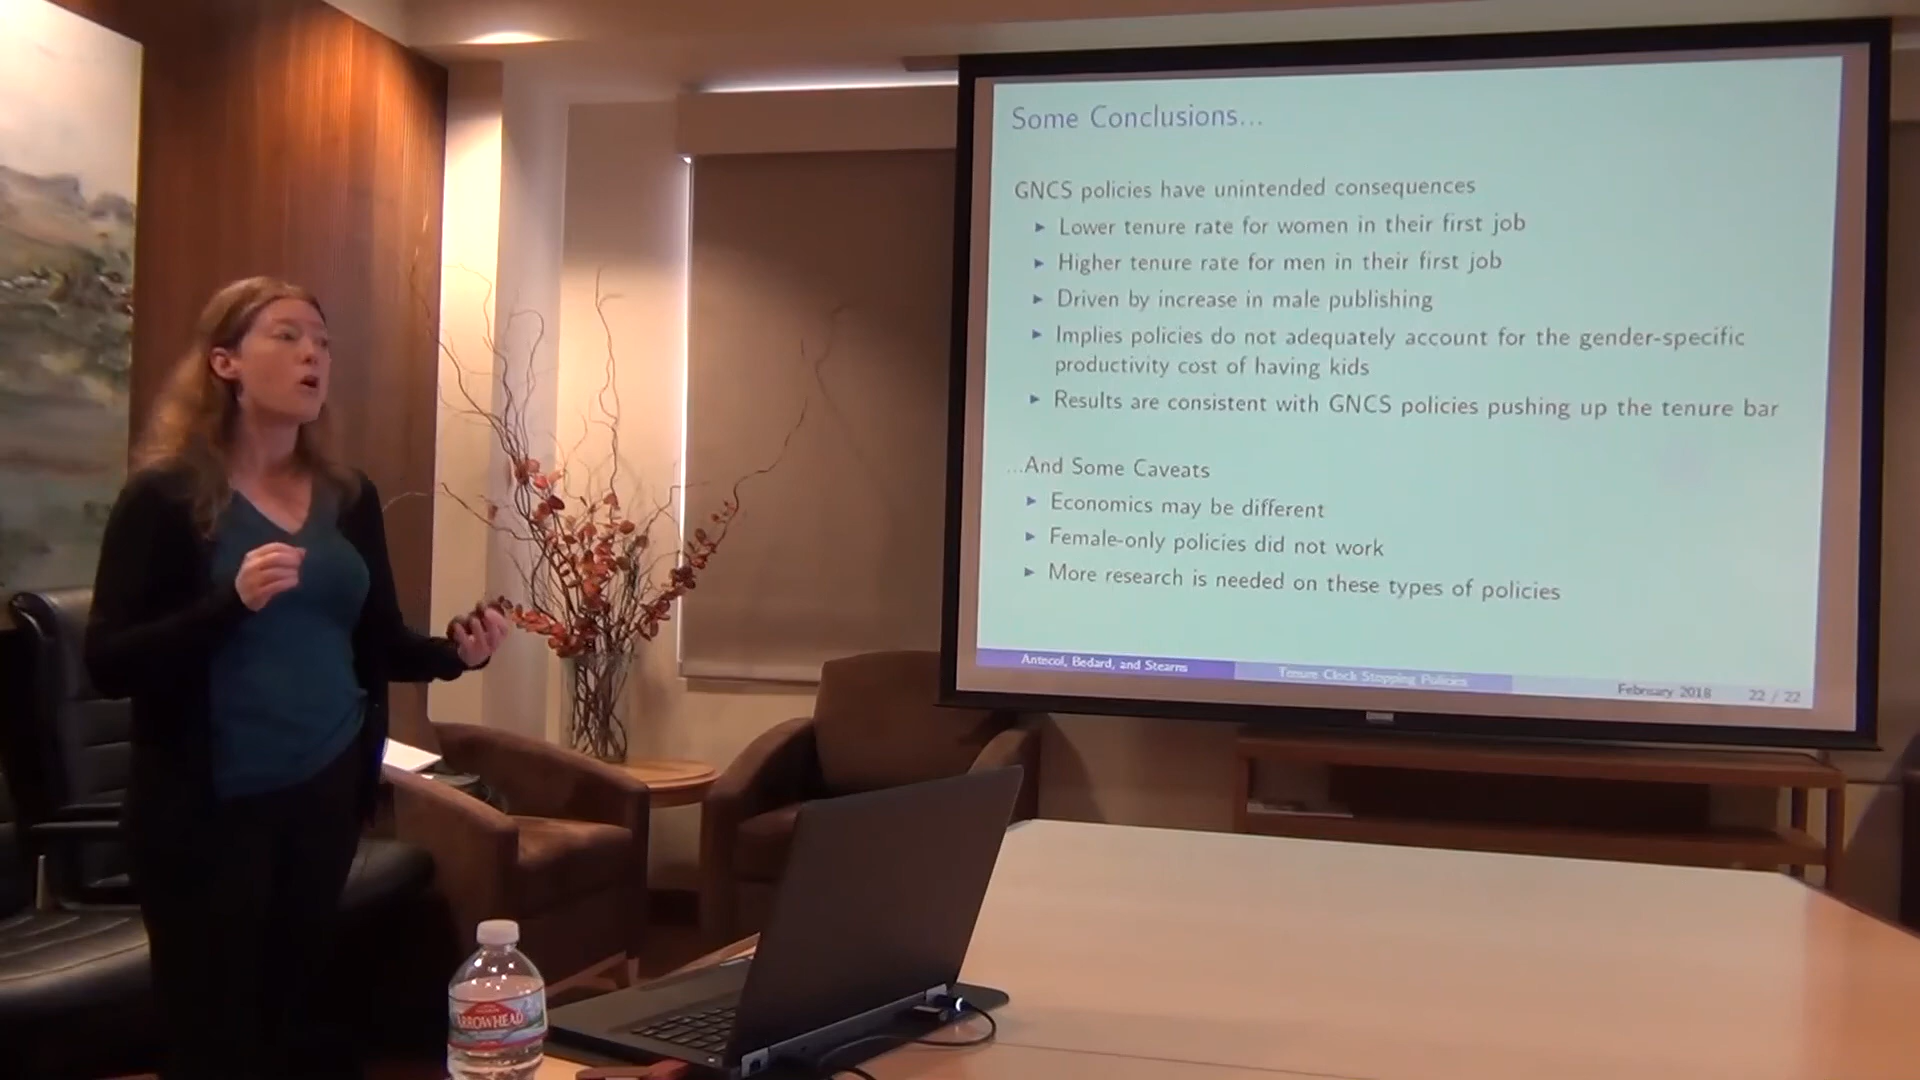 Some Conclusions...
GNCS policies have unintended consequences
Lower tenure rate for women in their first job
Higher tenure rate for men in their first job
Driven by increase in male publishing
Implies policies do not adequately account for the gender-specific
productivity cost of having kids
Results are consistent with GNCS policies pushing up the tenure bar
...And Some Caveats
Economics may be different
Female-only policies did not work
More research is needed on these types of policies
Antecol, Bedard, and Stearns
Tenure Clock Stopping Policies
February 2018
22 / 22
ARROWHEAD